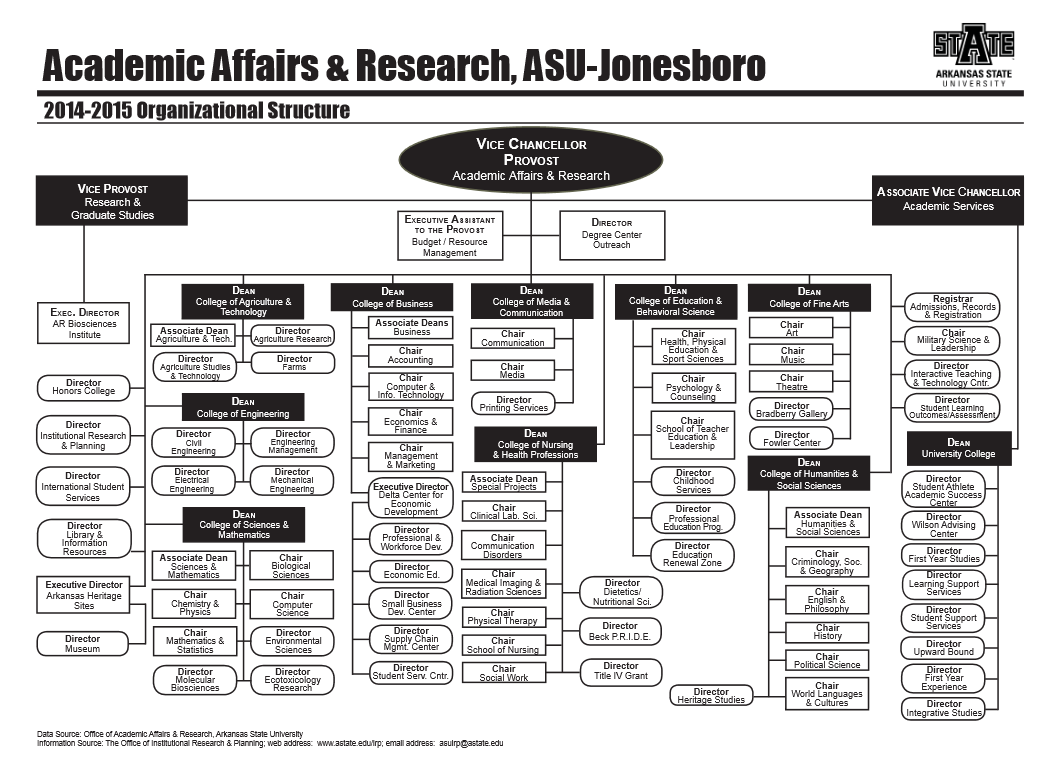 Academic Affairs & Research, ASU-Jonesboro
STATE
ARKANSAS STATE
UNIVERSITY
2014-2015 Organizational Structure
VICE CHANCELLOR
PROVOST
Academic Affairs & Research
VICE PROVOST
Research &
Graduate Studies
ASSOCIATE VICE CHANCELLOR
Academic Services
EXECUTIVE ASSISTANT
TO THE PROVOST
Budget / Resource
Management
DIRECTOR
Degree Center
Outreach
EXEC. DIRECTOR
AR Biosciences
Institute
Director
Honors College
Director
Institutional Research
& Planning
Director
International Student
Services
Director
Library &
Information
Resources
Executive Director
Arkansas Heritage
Sites
Director
Museum
DEAN
College of Agriculture &
Technology
Associate Dean
Agriculture & Tech.
Director
Agriculture Research
Director
Agriculture Studies
& Technology
Director
Farms
DEAN
College of Engineering
Director
Civil
Engineering
Director
Engineering
Management
Director
Electrical
Engineering
Director
Mechanical
Engineering
DEAN
College of Sciences &
Mathematics
Associate Dean
Sciences &
Mathematics
Chair
Biological
Sciences
Chair
Chemistry &
Physics
Chair
Computer
Science
Chair
Mathematics &
Statistics
Director
Environmental
Sciences
Director
Molecular
Biosciences
Director
Ecotoxicology
Research
DEAN
College of Business
Associate Deans
Business
Chair
Accounting
Chair
Computer &
Info. Technology
Chair
Economics &
Finance
Chair
Management
& Marketing
Executive Director
Delta Center for
Economic
Development
Director
Professional &
Workforce Dev.
Director
Economic Ed.
Director
Small Business
Dev. Center
Director
Supply Chain
Mgmt. Center
Director
Student Serv. Cntr.
DEAN
College of Media &
Communication
Chair
Communication
Chair
Media
Director
Printing Services
DEAN
College of Nursing
& Health Professions
Associate Dean
Special Projects
Chair
Clinical Lab. Sci.
Chair
Communication
Disorders
Chair
Medical Imaging &
Radiation Sciences
Chair
Physical Therapy
Chair
School of Nursing
Chair
Social Work
Director
Dietetics/
Nutritional Sci.
Director
Beck P.R.I.D.E.
Director
Title IV Grant
DEAN
College of Education &
Behavioral Science
Chair
Health, Physical
Education &
Sport Sciences
Chair
Psychology &
Counseling
Chair
School of Teacher
Education &
Leadership
Director
Childhood
Services
Director
Professional
Education Prog.
Director
Education
Renewal Zone
DEAN
College of Fine Arts
Chair
Art
Chair
Music
Chair
Theatre
Director
Bradberry Gallery
Director
Fowler Center
DEAN
College of Humanities &
Social Sciences
Associate Dean
Humanities &
Social Sciences
Chair
Criminology, Soc.
& Geography
Chair
English &
Philosophy
Chair
History
Chair
Political Science
Chair
World Languages
& Cultures
Director
Heritage Studies
Registrar
Admissions, Records
& Registration
Chair
Military Science &
Leadership
Director
Interactive Teaching
& Technology Cntr.
Director
Student Learning
Outcomes/Assessment
DEAN
University College
Director
Student Athlete
Academic Success
Center
Director
Wilson Advising
Center
Director
First Year Studies
Director
Learning Support
Services
Director
Student Support
Services
Director
Upward Bound
Director
First Year
Experience
Director
Integrative Studies
Data Source: Office of Academic Affairs & Research, Arkansas State University
Information Source: The Office of Institutional Research & Planning; web address: www.astate.edu/irp; email address: asuirp@astate.edu